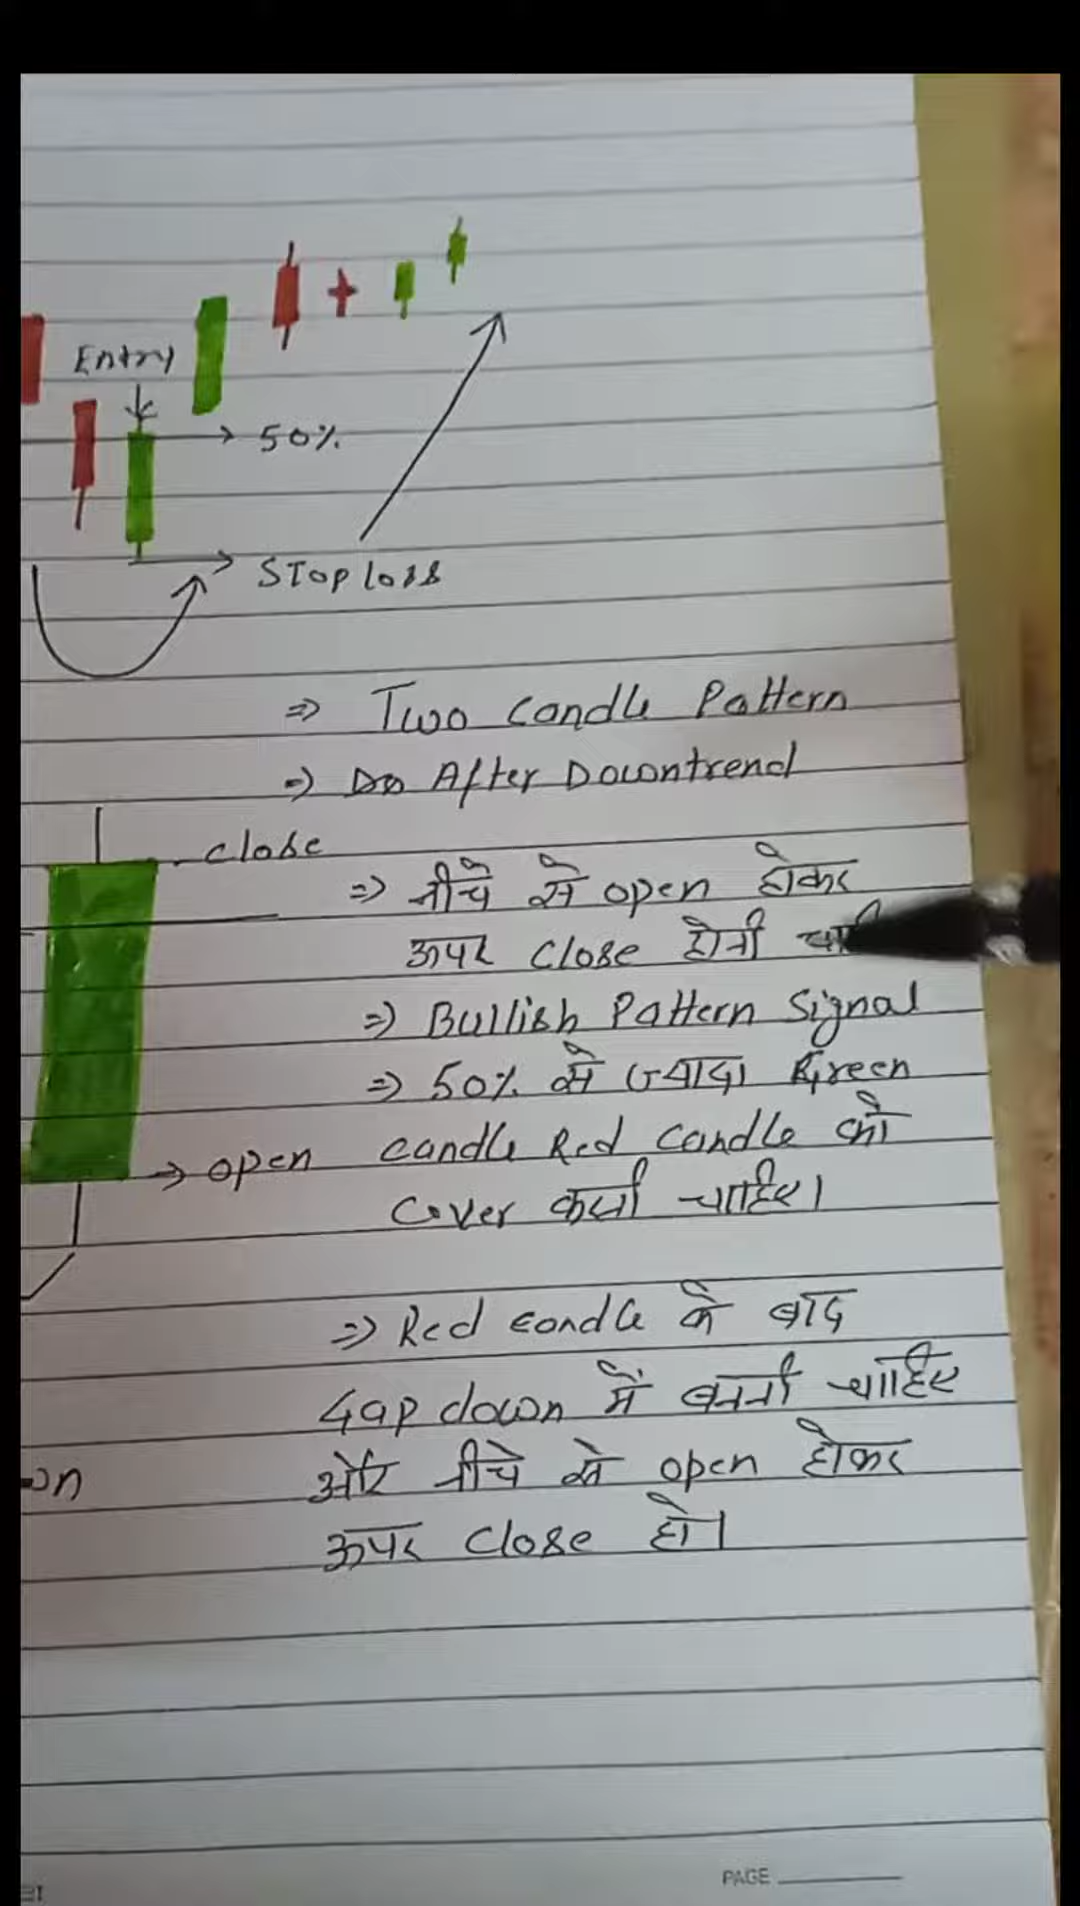 Entry
50%
Stop loss
⇒ Two Candle Pattern
⇒ After Downtrend
close
⇒ नीचे से open होकर
ऊपर close होनी
⇒ Bullish Pattern Signal
⇒ 50% से ज्यादा Green
open candle Red candle को
Cover करनी चाहिए।
⇒ Red candle के बाद
Gap down में बननी चाहिए
और नीचे से open होकर
ऊपर close हो।
PAGE